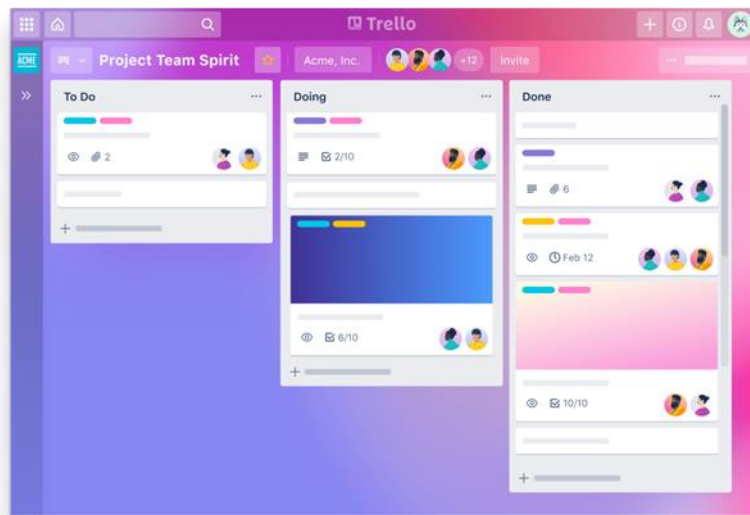 Trello
ACME
Project Team Spirit
Acme, Inc.
+12
Invite
To Do
2
Doing
2/10
6/10
Done
6
Feb 12
10/10